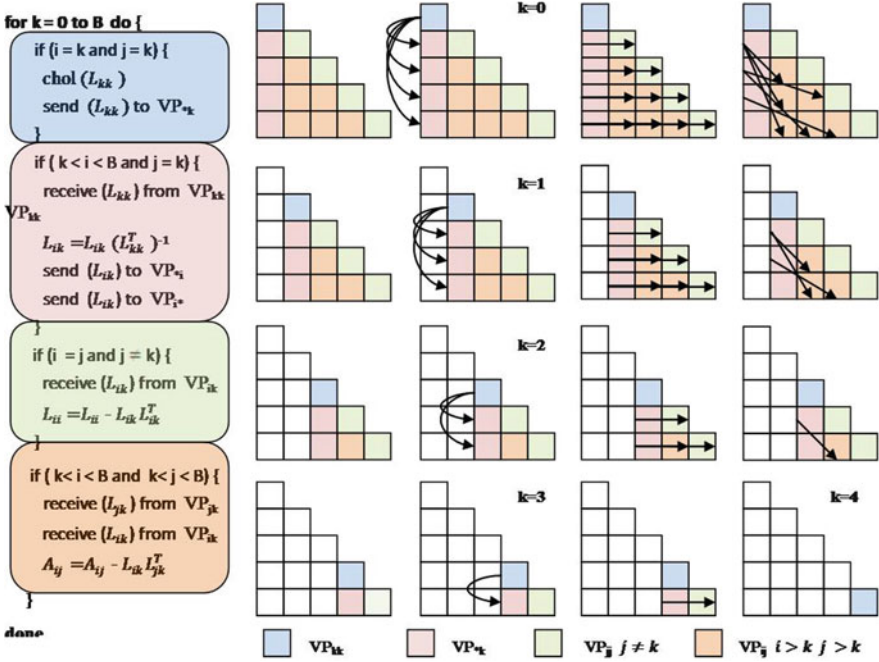 for k = 0 to B do {
if (i = k and j = k) {
chol (L_kk)
send (L_kk) to VP_*k
}
if ( k < i < B and j = k) {
receive (L_kk) from VP_kk
VP_kk
L_ik = L_ik (L_kk^T)^-1
send (L_ik) to VP_*i
send (L_ik) to VP_i*
}
if (i = j and j ≠ k) {
receive (L_ik) from VP_ik
L_ii = L_ii - L_ik L_ik^T
}
if ( k< i < B and k< j < B) {
receive (L_jk) from VP_jk
receive (L_ik) from VP_ik
A_ij = A_ij - L_ik L_jk^T
}
done
k=0
k=1
k=2
k=3
k=4
VP_kk
VP_*k
VP_jj j ≠ k
VP_ij i > k j > k